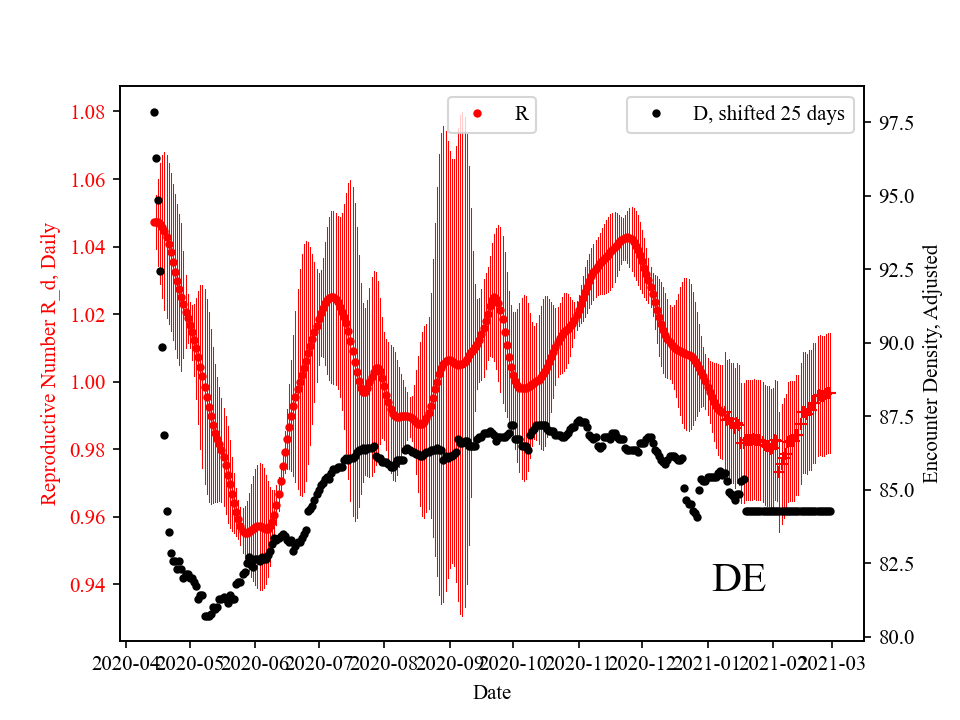 R
D, shifted 25 days
1.08
1.06
1.04
1.02
1.00
0.98
0.96
0.94
Reproductive Number R_d, Daily
97.5
95.0
92.5
90.0
87.5
85.0
82.5
80.0
Encounter Density, Adjusted
DE
2020-04 2020-05 2020-06 2020-07 2020-08 2020-09 2020-10 2020-11 2020-12 2021-01 2021-02 2021-03
Date